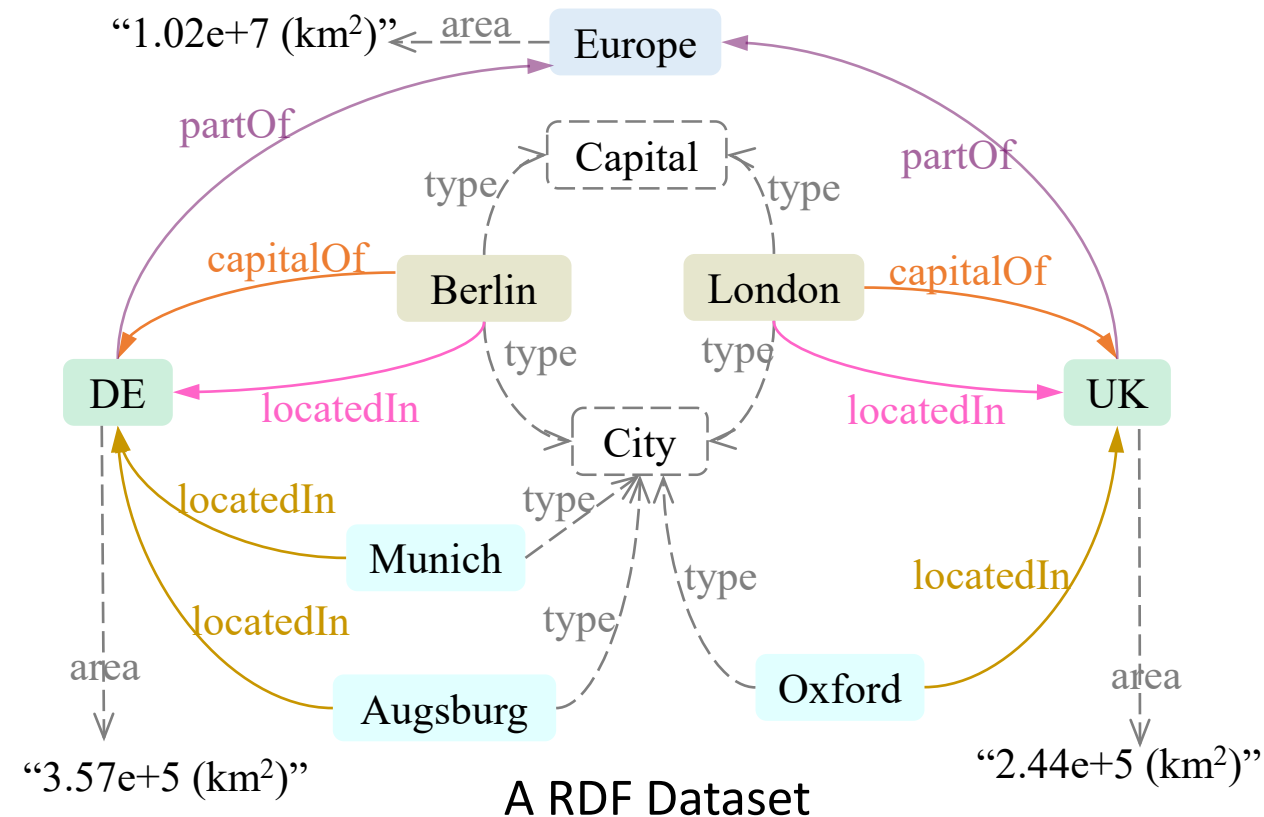 “1.02e+7 (km²)”
area
Europe
partOf
partOf
Capital
type
type
capitalOf
capitalOf
Berlin
London
type
type
DE
UK
locatedIn
locatedIn
City
locatedIn
type
Munich
locatedIn
type
locatedIn
type
area
area
Augsburg
Oxford
“3.57e+5 (km²)”
“2.44e+5 (km²)”
A RDF Dataset